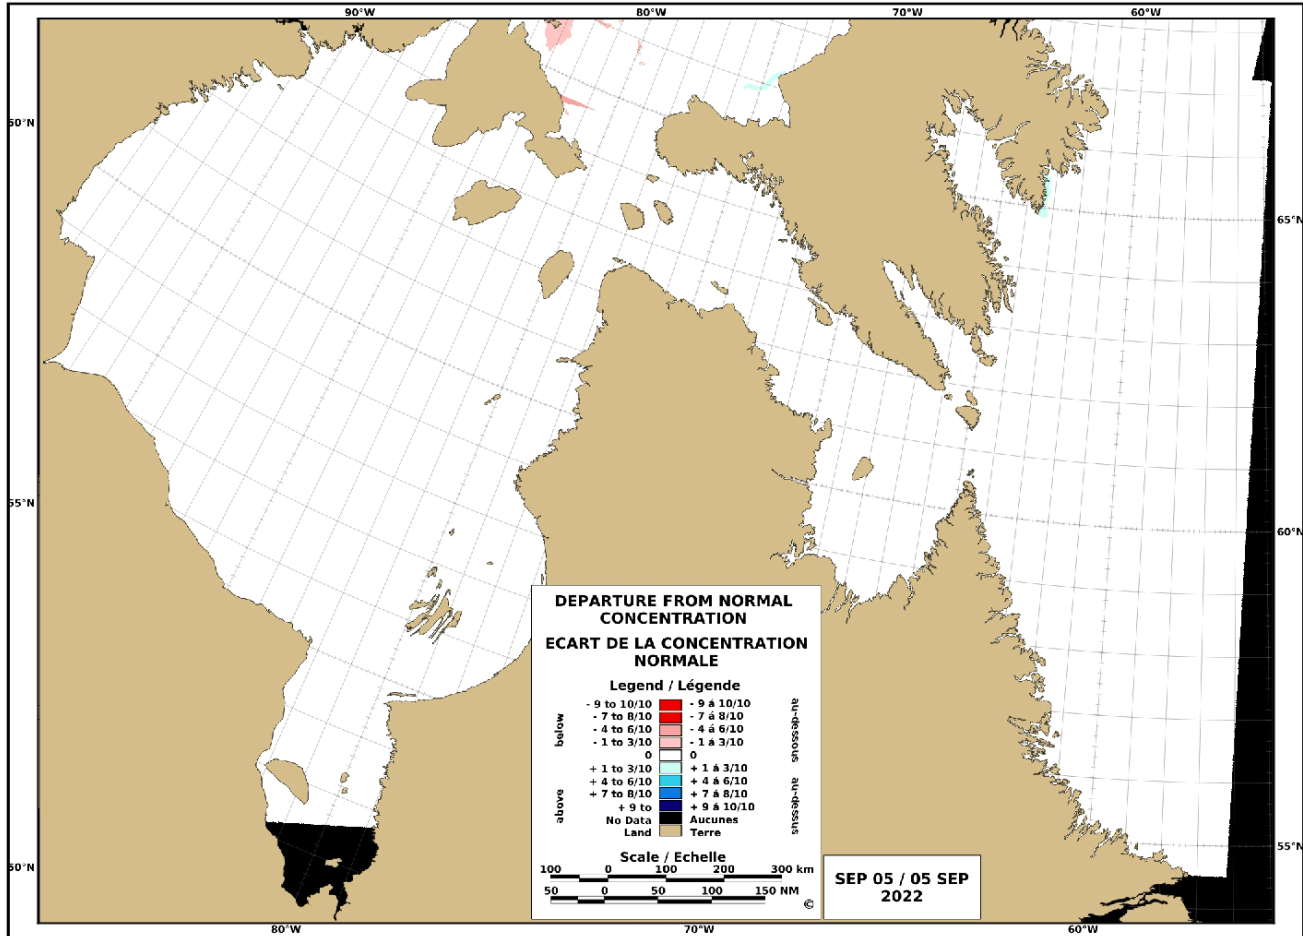 90°W 80°W 70°W 60°W
60°N
65°N
55°N
60°N
50°N
55°N
DEPARTURE FROM NORMAL
CONCENTRATION
ECART DE LA CONCENTRATION
NORMALE
Legend / Légende
below
au-dessous
- 9 to 10/10 - 9 á 10/10
- 7 to 8/10 - 7 á 8/10
- 4 to 6/10 - 4 á 6/10
- 1 to 3/10 - 1 á 3/10
0 0
above
au-dessus
+ 1 to 3/10 + 1 á 3/10
+ 4 to 6/10 + 4 á 6/10
+ 7 to 8/10 + 7 á 8/10
+ 9 to + 9 á 10/10
No Data Aucunes
Land Terre
Scale / Echelle
100 0 100 200 300 km
50 0 50 100 150 NM
©
SEP 05 / 05 SEP
2022
80°W 70°W 60°W